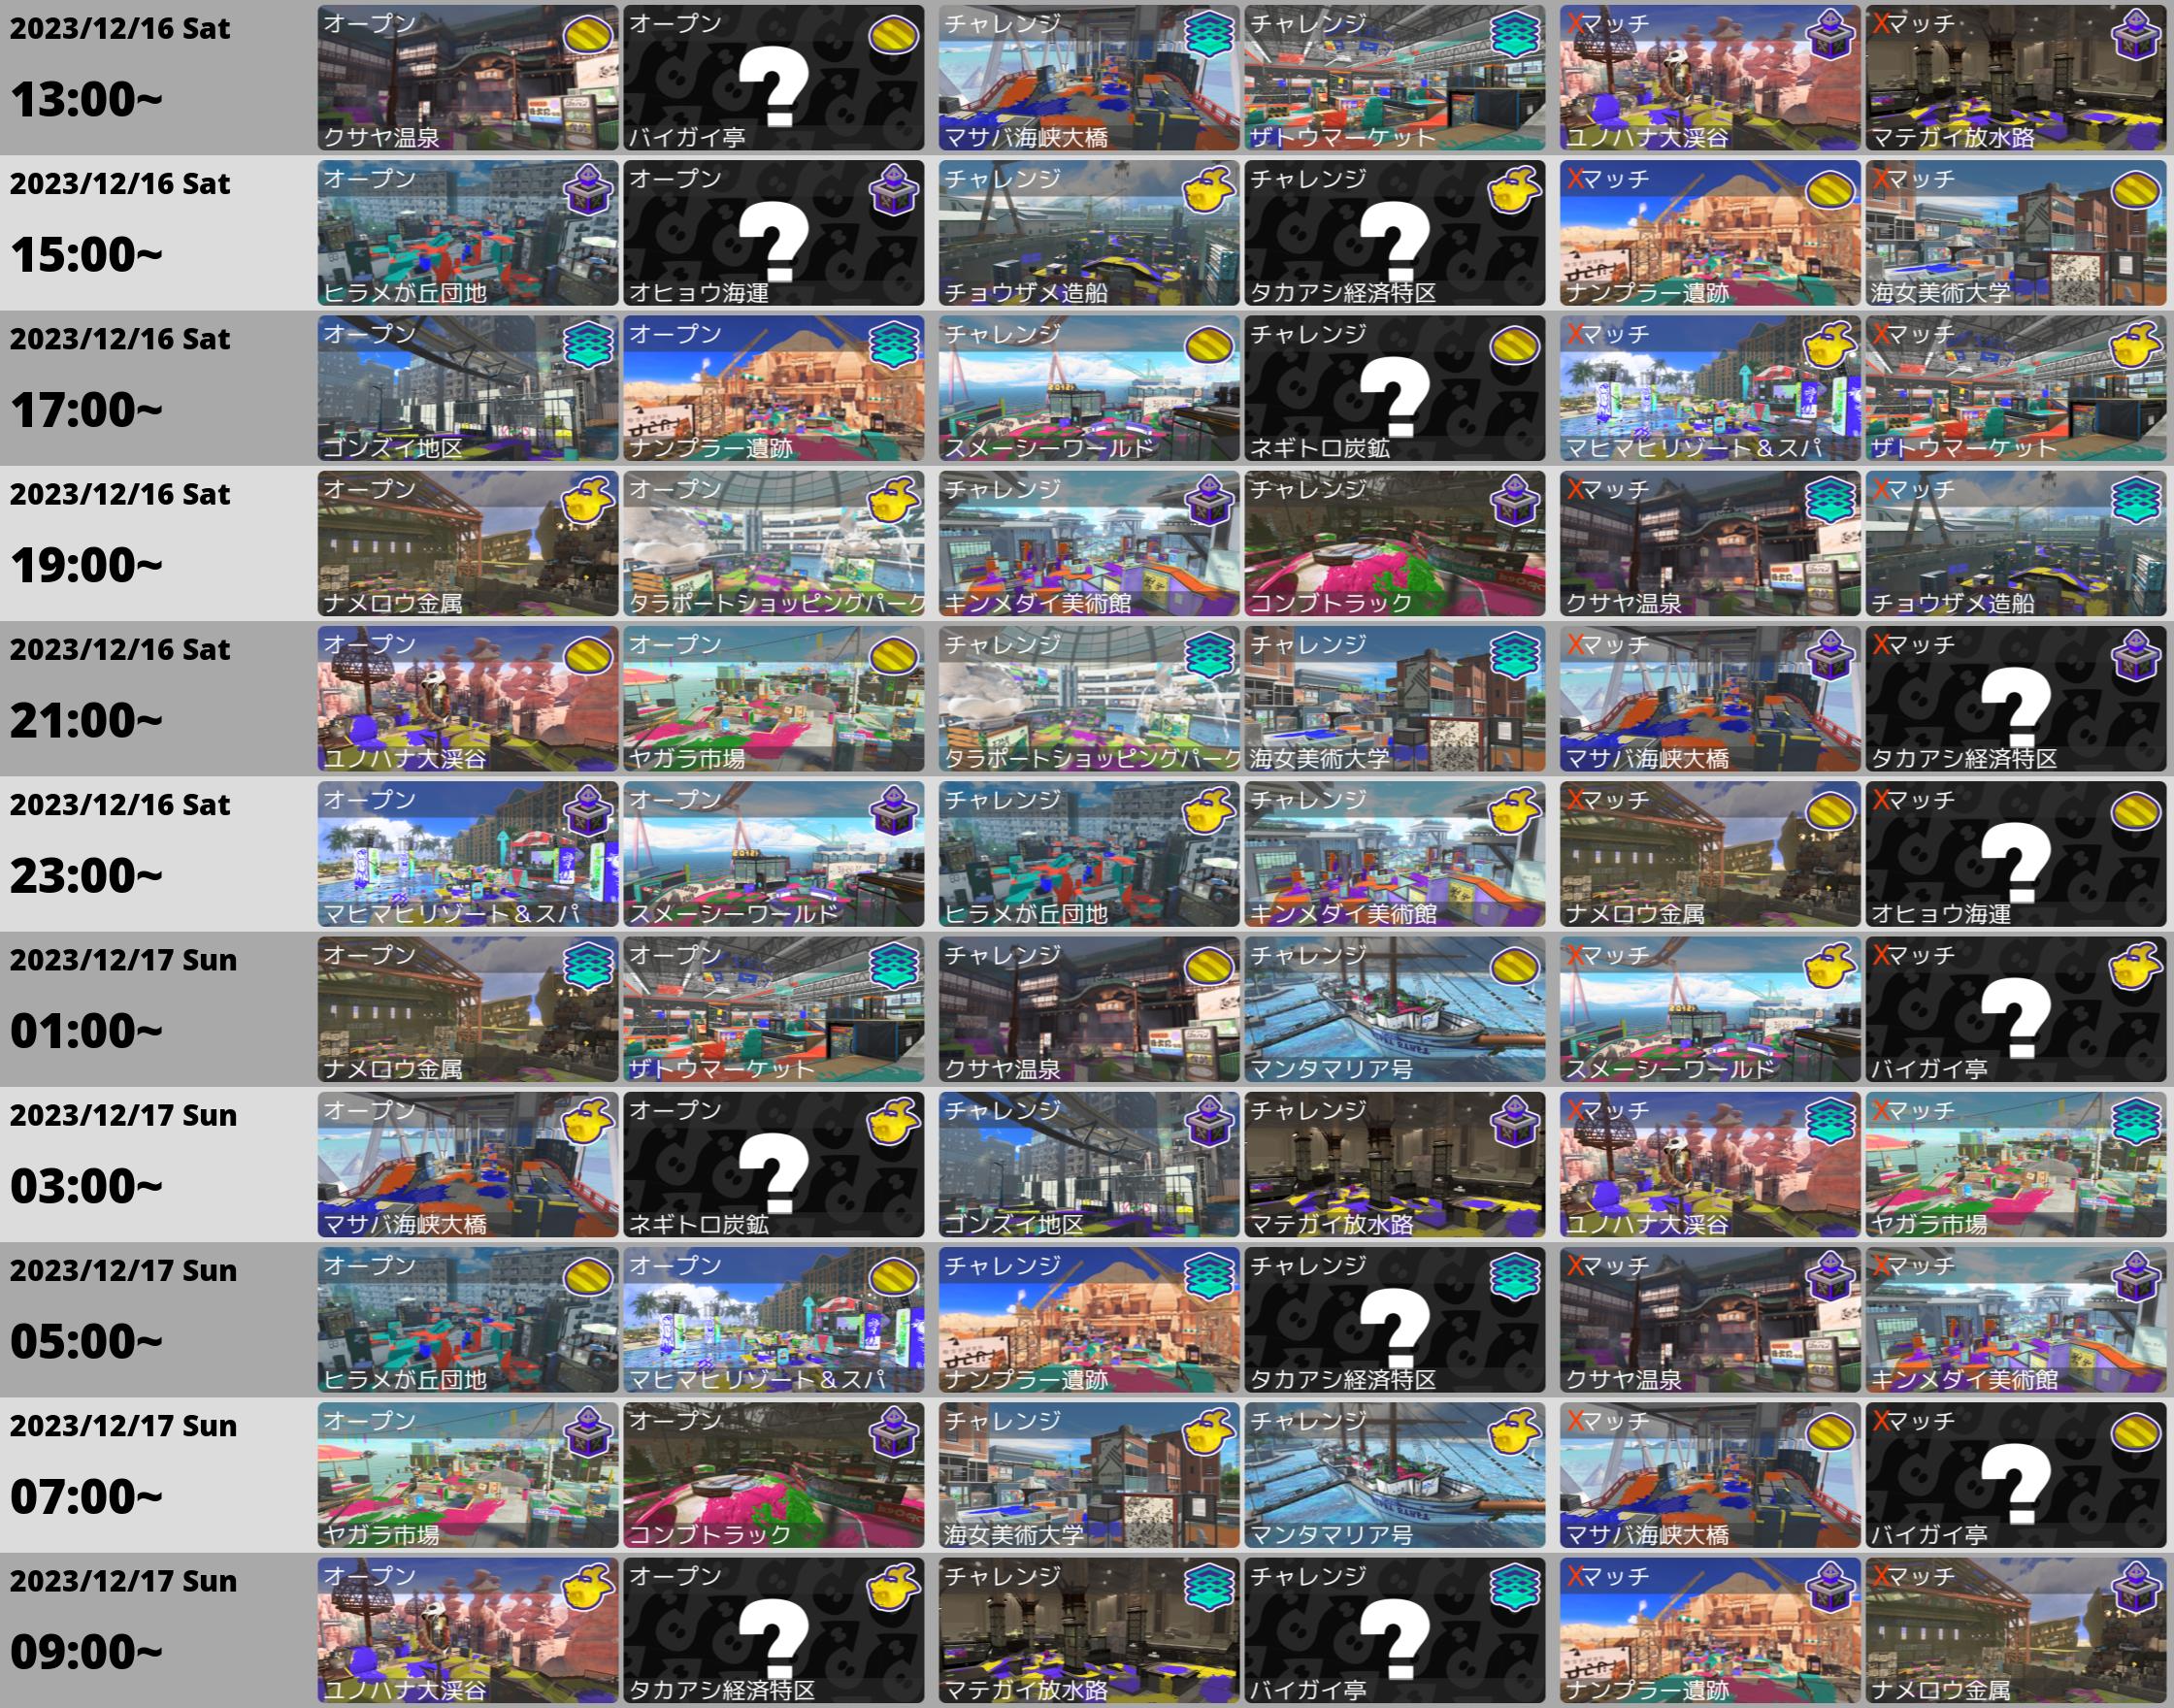 2023/12/16 Sat
13:00~
オープン
クサヤ温泉
オープン
バイガイ亭
チャレンジ
マサバ海峡大橋
チャレンジ
ザトウマーケット
Xマッチ
ユノハナ大渓谷
Xマッチ
マテガイ放水路
2023/12/16 Sat
15:00~
オープン
ヒラメが丘団地
オープン
オヒョウ海運
チャレンジ
チョウザメ造船
チャレンジ
タカアシ経済特区
Xマッチ
ナンプラー遺跡
Xマッチ
海女美術大学
2023/12/16 Sat
17:00~
オープン
ゴンズイ地区
オープン
ナンプラー遺跡
チャレンジ
スメーシーワールド
チャレンジ
ネギトロ炭鉱
Xマッチ
マヒマヒリゾート&スパ
Xマッチ
ザトウマーケット
2023/12/16 Sat
19:00~
オープン
ナメロウ金属
オープン
タラポートショッピングパーク
チャレンジ
キンメダイ美術館
チャレンジ
コンブトラック
Xマッチ
クサヤ温泉
Xマッチ
チョウザメ造船
2023/12/16 Sat
21:00~
オープン
ユノハナ大渓谷
オープン
ヤガラ市場
チャレンジ
タラポートショッピングパーク
チャレンジ
海女美術大学
Xマッチ
マサバ海峡大橋
Xマッチ
タカアシ経済特区
2023/12/16 Sat
23:00~
オープン
マヒマヒリゾート&スパ
オープン
スメーシーワールド
チャレンジ
ヒラメが丘団地
チャレンジ
キンメダイ美術館
Xマッチ
ナメロウ金属
Xマッチ
オヒョウ海運
2023/12/17 Sun
01:00~
オープン
ナメロウ金属
オープン
ザトウマーケット
チャレンジ
クサヤ温泉
チャレンジ
マンタマリア号
Xマッチ
スメーシーワールド
Xマッチ
バイガイ亭
2023/12/17 Sun
03:00~
オープン
マサバ海峡大橋
オープン
ネギトロ炭鉱
チャレンジ
ゴンズイ地区
チャレンジ
マテガイ放水路
Xマッチ
ユノハナ大渓谷
Xマッチ
ヤガラ市場
2023/12/17 Sun
05:00~
オープン
ヒラメが丘団地
オープン
マヒマヒリゾート&スパ
チャレンジ
ナンプラー遺跡
チャレンジ
タカアシ経済特区
Xマッチ
クサヤ温泉
Xマッチ
キンメダイ美術館
2023/12/17 Sun
07:00~
オープン
ヤガラ市場
オープン
コンブトラック
チャレンジ
海女美術大学
チャレンジ
マンタマリア号
Xマッチ
マサバ海峡大橋
Xマッチ
バイガイ亭
2023/12/17 Sun
09:00~
オープン
ユノハナ大渓谷
オープン
タカアシ経済特区
チャレンジ
マテガイ放水路
チャレンジ
バイガイ亭
Xマッチ
ナンプラー遺跡
Xマッチ
ナメロウ金属